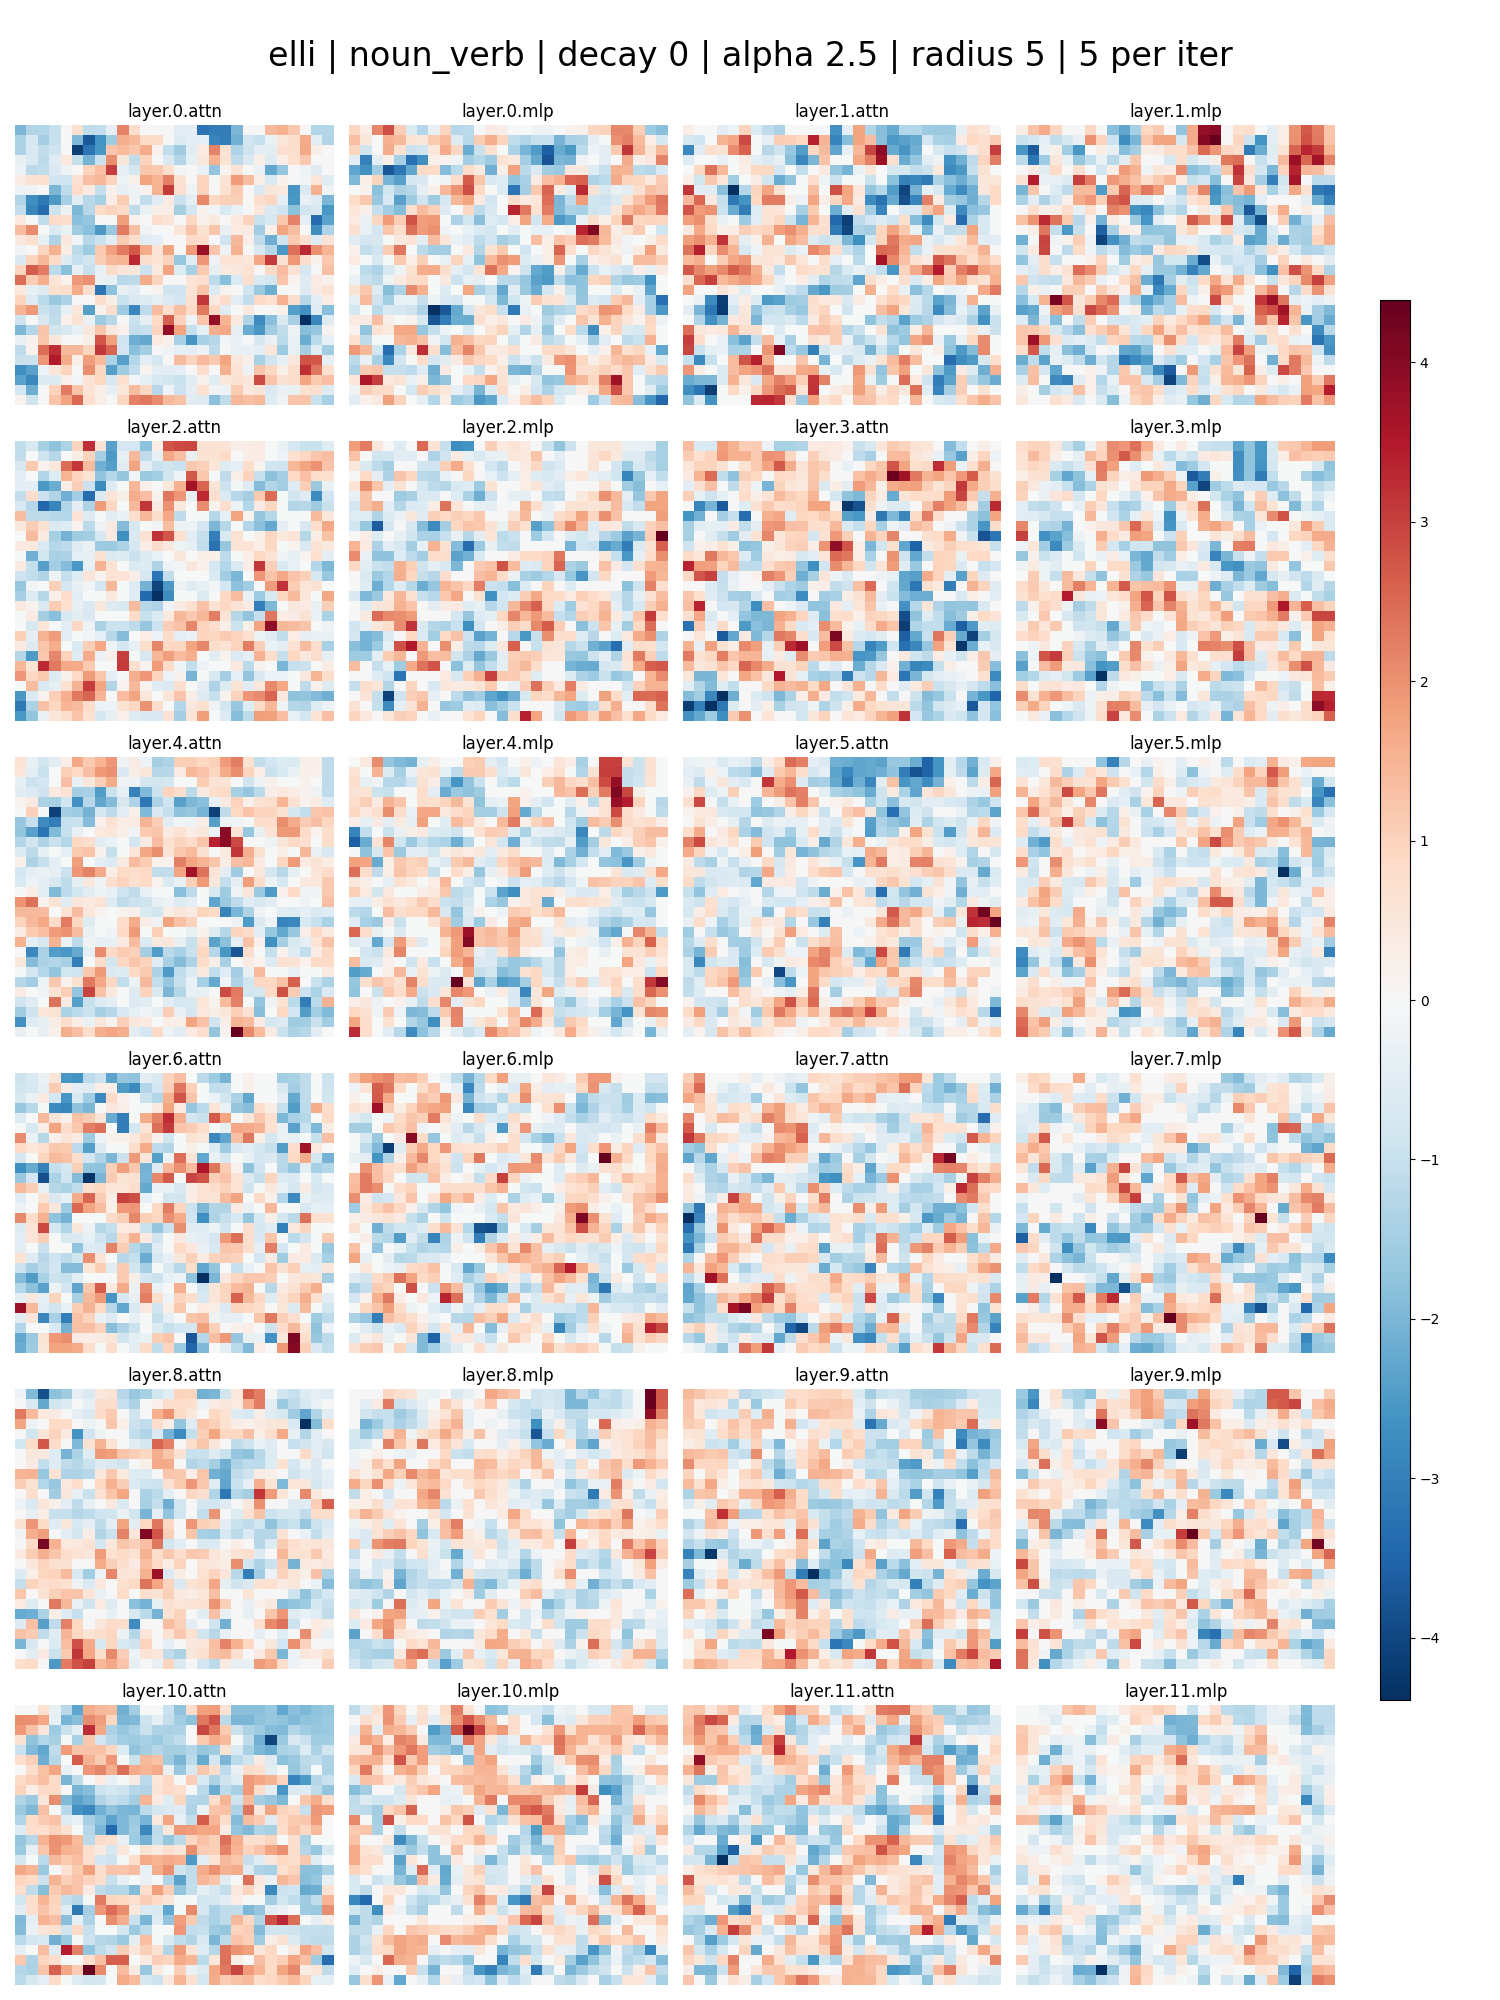 elli | noun_verb | decay 0 | alpha 2.5 | radius 5 | 5 per iter
layer.0.attn layer.0.mlp layer.1.attn layer.1.mlp
layer.2.attn layer.2.mlp layer.3.attn layer.3.mlp
layer.4.attn layer.4.mlp layer.5.attn layer.5.mlp
layer.6.attn layer.6.mlp layer.7.attn layer.7.mlp
layer.8.attn layer.8.mlp layer.9.attn layer.9.mlp
layer.10.attn layer.10.mlp layer.11.attn layer.11.mlp
4
3
2
1
0
−1
−2
−3
−4